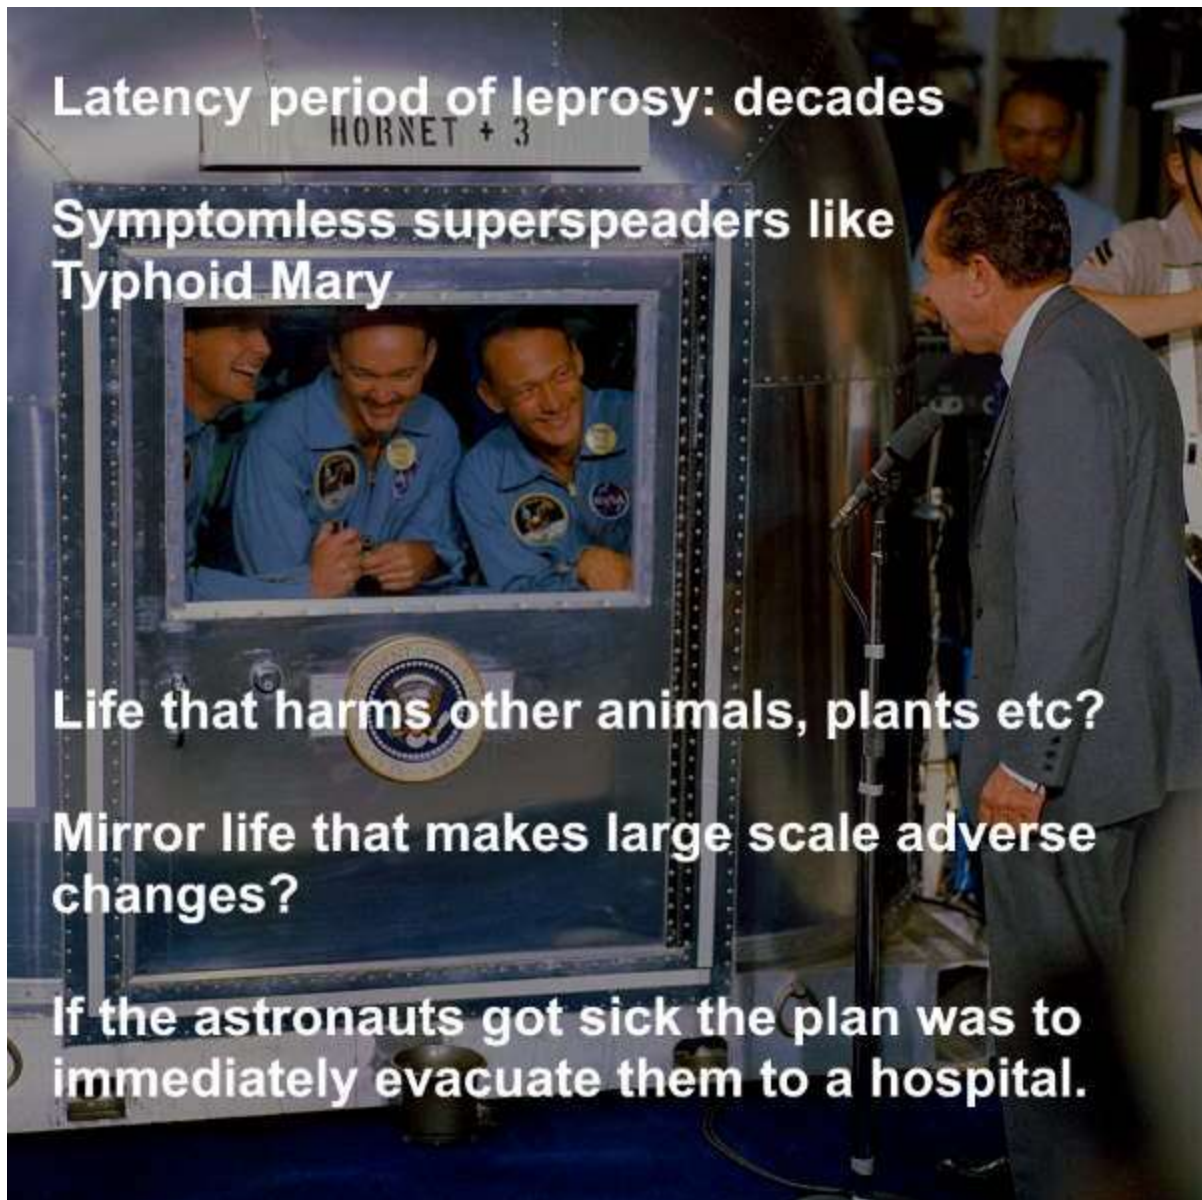 Latency period of leprosy: decades
HORNET + 3
Symptomless superspeaders like
Typhoid Mary
NASA
Life that harms other animals, plants etc?
Mirror life that makes large scale adverse
changes?
If the astronauts got sick the plan was to
immediately evacuate them to a hospital.